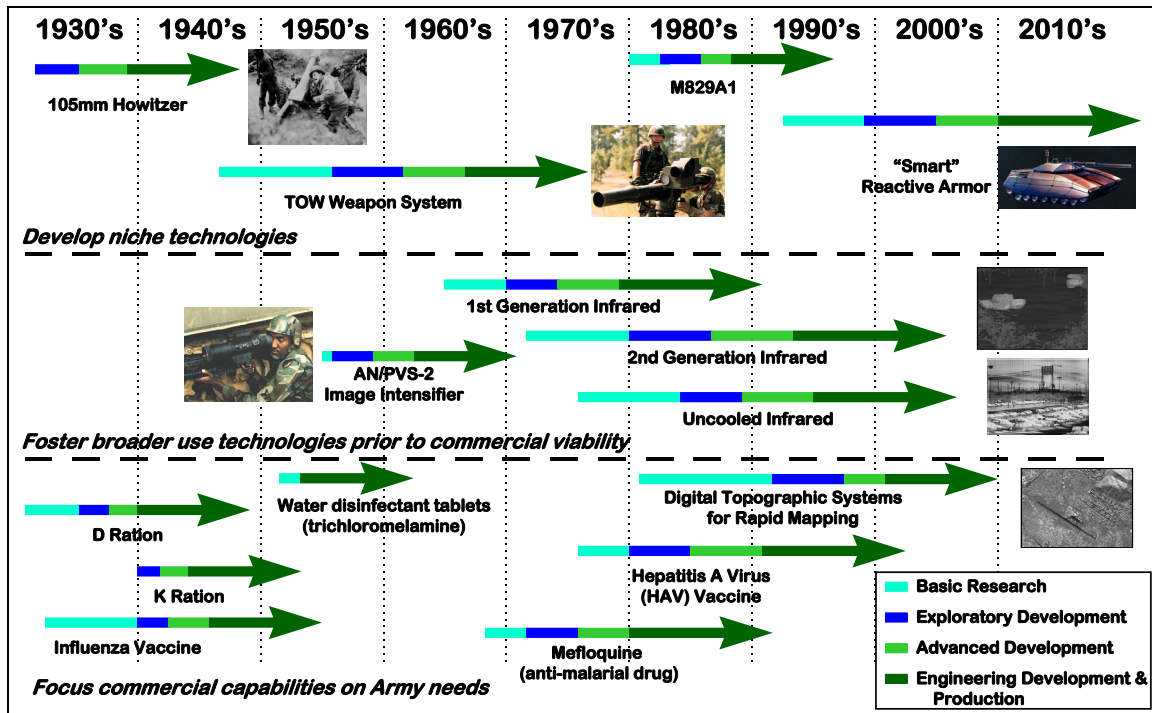 1930's 1940's 1950's 1960's 1970's 1980's 1990's 2000's 2010's
105mm Howitzer
M829A1
TOW Weapon System
“Smart”
Reactive Armor
Develop niche technologies
1st Generation Infrared
2nd Generation Infrared
AN/PVS-2
Image Intensifier
Uncooled Infrared
Foster broader use technologies prior to commercial viability
Water disinfectant tablets
(trichloromelamine)
Digital Topographic Systems
for Rapid Mapping
D Ration
K Ration
Hepatitis A Virus
(HAV) Vaccine
Influenza Vaccine
Mefloquine
(anti-malarial drug)
Focus commercial capabilities on Army needs
Basic Research
Exploratory Development
Advanced Development
Engineering Development &
Production